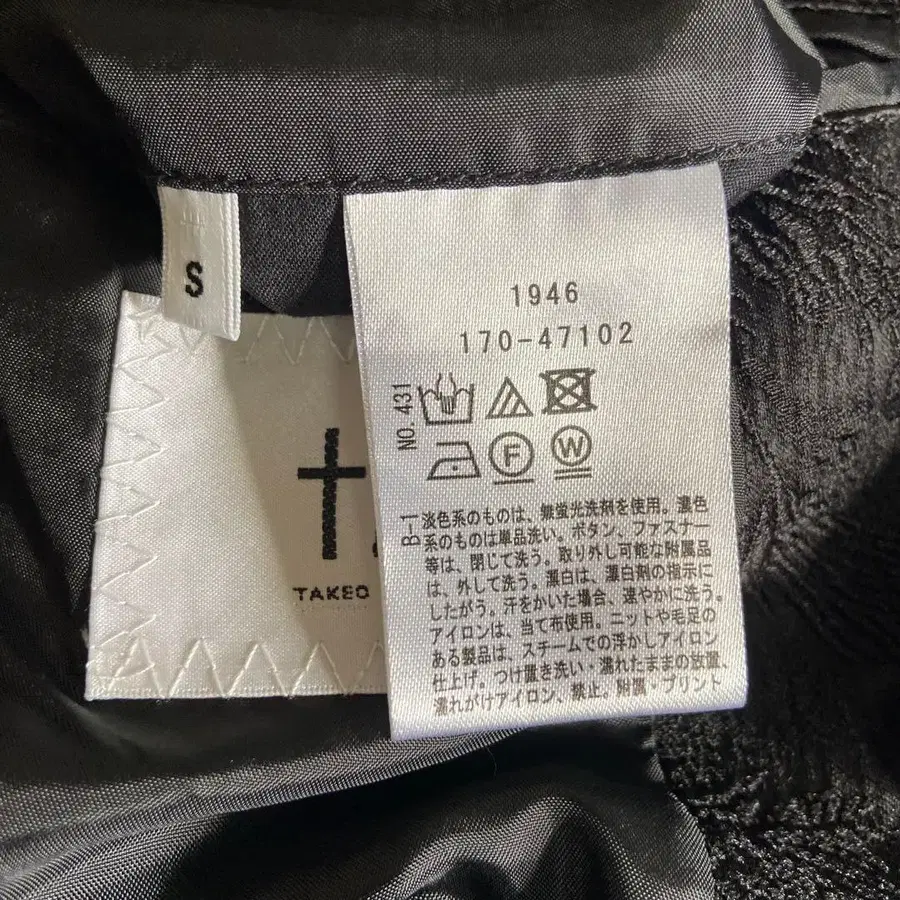 S
TAKEO
1946
170-47102
NO. 431
F
W
B-1
淡色系のものは、無蛍光洗剤を使用。濃色
系のものは単品洗い。ボタン、ファスナー
等は、閉じて洗う。取り外し可能な附属品
は、外して洗う。漂白は、漂白剤の指示に
したがう。汗をかいた場合、速やかに洗う。
アイロンは、当て布使用。ニットや毛足の
ある製品は、スチームでの浮かしアイロン
仕上げ。つけ置き洗い・濡れたままの放置、
濡れがけアイロン、禁止。附属・プリント